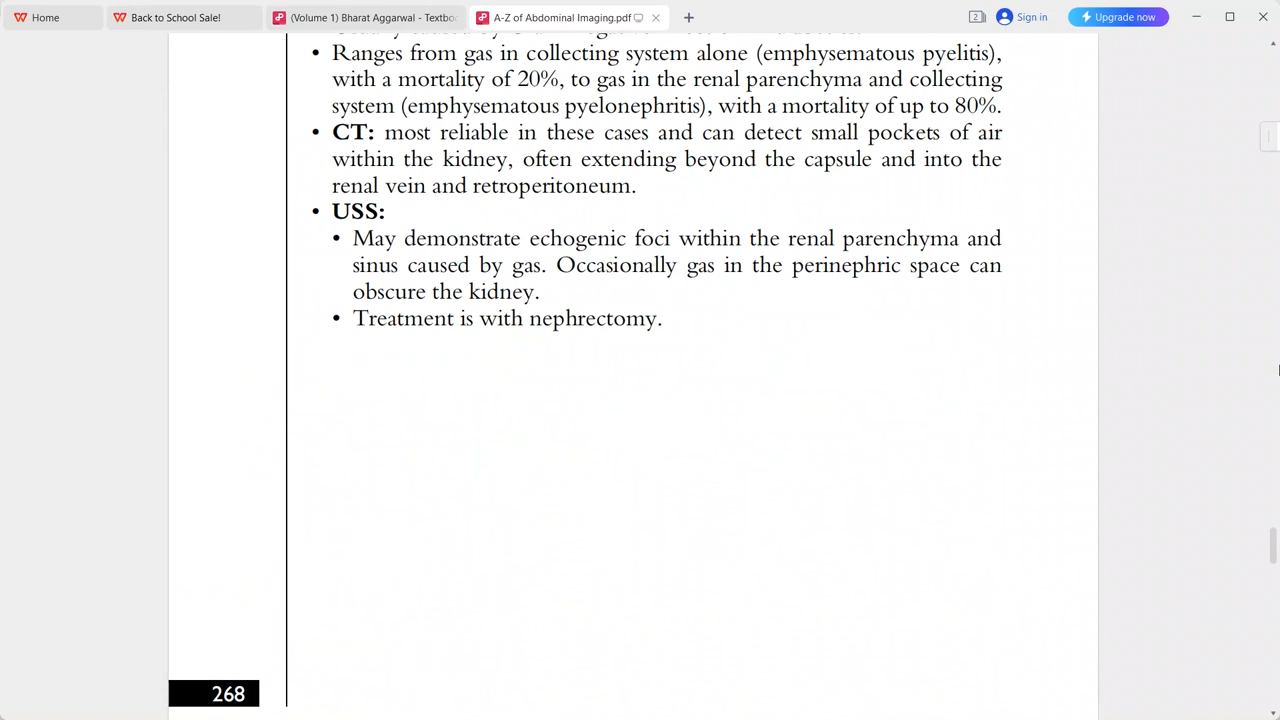 Home
Back to School Sale
(Volume 1) Bharat Aggarwal - Textbo
A-Z of Abdominal Imaging.pdf
2
Sign in
Upgrade now
• Ranges from gas in collecting system alone (emphysematous pyelitis),
with a mortality of 20%, to gas in the renal parenchyma and collecting
system (emphysematous pyelonephritis), with a mortality of up to 80%.
• CT: most reliable in these cases and can detect small pockets of air
within the kidney, often extending beyond the capsule and into the
renal vein and retroperitoneum.
• USS:
• May demonstrate echogenic foci within the renal parenchyma and
sinus caused by gas. Occasionally gas in the perinephric space can
obscure the kidney.
• Treatment is with nephrectomy.
268